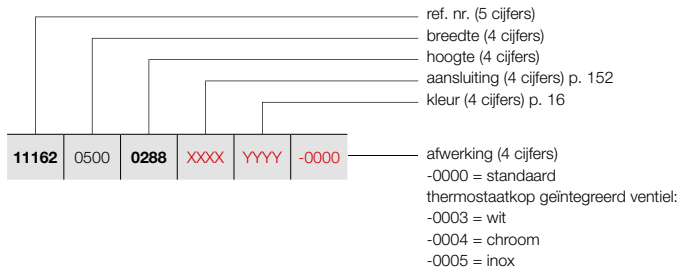 ref. nr. (5 cijfers)
breedte (4 cijfers)
hoogte (4 cijfers)
aansluiting (4 cijfers) p. 152
kleur (4 cijfers) p. 16
11162 0500 0288 XXXX YYYY -0000
afwerking (4 cijfers)
-0000 = standaard
thermostaatkop geïntegreerd ventiel:
-0003 = wit
-0004 = chroom
-0005 = inox